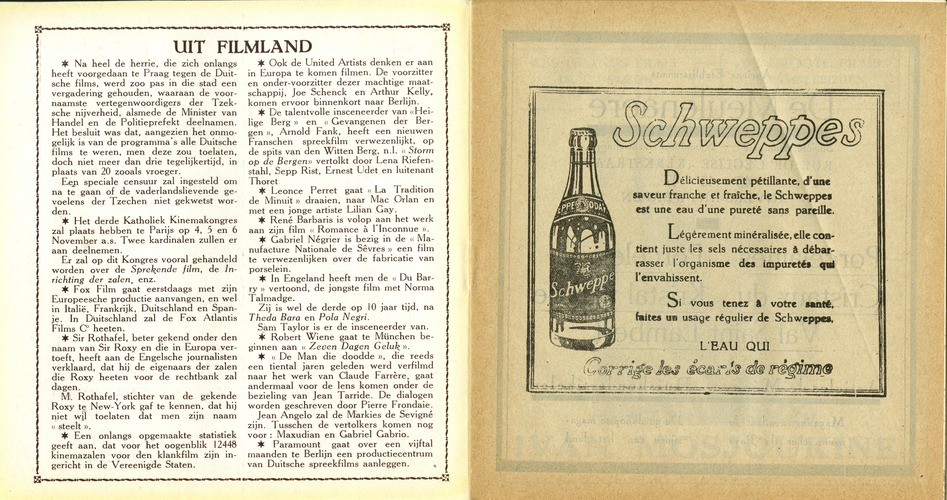 UIT FILMLAND
✶ Na heel de herrie, die zich onlangs
heeft voorgedaan te Praag tegen de Duit-
sche films, werd zoo pas in die stad een
vergadering gehouden, waaraan de voor-
naamste vertegenwoordigers der Tzek-
sche nijverheid, alsmede de Minister van
Handel en de Politieprefekt deelnamen.
Het besluit was dat, aangezien het onmo-
gelijk is van de programma's alle Duitsche
films te weren, men deze zou toelaten,
doch niet meer dan drie tegelijkertijd, in
plaats van 20 zooals vroeger.
Een speciale censuur zal ingesteld om
na te gaan of de vaderlandslievende ge-
voelens der Tzechen niet gekwetst wor-
den.
✶ Het derde Katholiek Kinemakongres
zal plaats hebben te Parijs op 4, 5 en 6
November a.s. Twee kardinalen zullen er
aan deelnemen.
Er zal op dit Kongres vooral gehandeld
worden over de Sprekende film, de In-
richting der zalen, enz.
✶ Fox Film gaat eerstdaags met zijn
Europeesche productie aanvangen, en wel
in Italië, Frankrijk, Duitschland en Span-
je. In Duitschland zal de Fox Atlantis
Films Cº heeten.
✶ Sir Rothafel, beter gekend onder den
naam van Sir Roxy en die in Europa ver-
toeft, heeft aan de Engelsche journalisten
verklaard, dat hij de eigenaars der zalen
die Roxy heeten voor de rechtbank zal
dagen.
M. Rothafel, stichter van de gekende
Roxy te New-York gaf te kennen, dat hij
niet wil toelaten dat men zijn naam
« steelt ».
✶ Een onlangs opgemaakte statistiek
geeft aan, dat voor het oogenblik 12448
kinemazalen voor den klankfilm zijn in-
gericht in de Vereenigde Staten.
✶ Ook de United Artists denken er aan
in Europa te komen filmen. De voorzitter
en onder-voorzitter dezer machtige maat-
schappij, Joe Schenck en Arthur Kelly,
komen ervoor binnenkort naar Berlijn.
✶ De talentvolle insceneerder van «Hei-
lige Berg» en «Gevangenen der Ber-
gen», Arnold Fank, heeft een nieuwen
Franschen spreekfilm verwezenlijkt, op
de spits van den Witten Berg, n.l. « Storm
op de Bergen» vertolkt door Lena Riefen-
stahl, Sepp Rist, Ernest Udet en luitenant
Thoret
✶ Leonce Perret gaat « La Tradition
de Minuit » draaien, naar Mac Orlan en
met een jonge artiste Lilian Gay.
✶ René Barbaris is volop aan het werk
aan zijn film « Romance à l'Inconnue ».
✶ Gabriel Négrier is bezig in de « Ma-
nufacture Nationale de Sèvres » een film
te verwezenlijken over de fabricatie van
porselein.
✶ In Engeland heeft men de « Du Bar-
ry » vertoond, de jongste film met Norma
Talmadge.
Zij is wel de derde op 10 jaar tijd, na
Theda Bara en Pola Negri.
Sam Taylor is er de insceneerder van.
✶ Robert Wiene gaat te München be-
ginnen aan « Zeven Dagen Geluk ».
✶ « De Man die doodde », die reeds
een tiental jaren geleden werd verfilmd
naar het werk van Claude Farrère, gaat
andermaal voor de lens komen onder de
bezieling van Jean Tarride. De dialogen
worden geschreven door Pierre Frondaie.
Jean Angelo zal de Markies de Sevigné
zijn. Tusschen de vertolkers komen nog
voor : Maxudian en Gabriel Gabrio.
✶ Paramount gaat over een vijftal
maanden te Berlijn een productiecentrum
van Duitsche spreekfilms aanleggen.
Schweppes
Délicieusement pétillante, d'une
saveur franche et fraîche, le Schweppes
est une eau d'une pureté sans pareille.
Légèrement minéralisée, elle con-
tient juste les sels nécessaires à débar-
rasser l'organisme des impuretés qui
l'envahissent.
Si vous tenez à votre santé,
faites un usage régulier de Schweppes,
L'EAU QUI
Corrige les écarts de régime
Schweppes